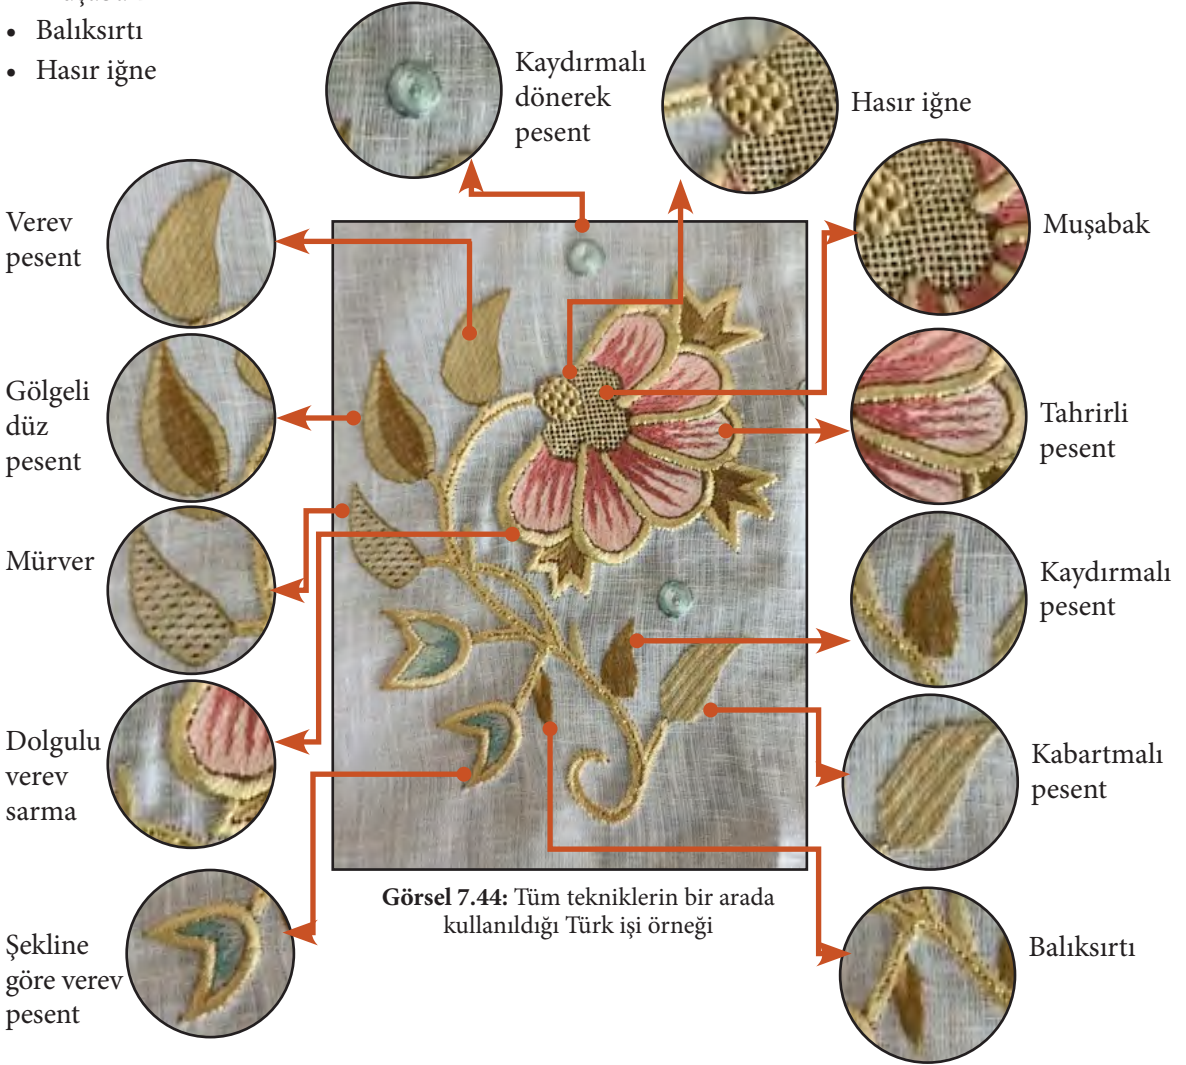 • Balıksırtı
• Hasır iğne
Kaydırmalı
dönerek
pesent
Hasır iğne
Verev
pesent
Muşabak
Gölgeli
düz
pesent
Tahrirli
pesent
Mürver
Kaydırmalı
pesent
Dolgulu
verev
sarma
Kabartmalı
pesent
Görsel 7.44: Tüm tekniklerin bir arada
kullanıldığı Türk işi örneği
Şekline
göre verev
pesent
Balıksırtı